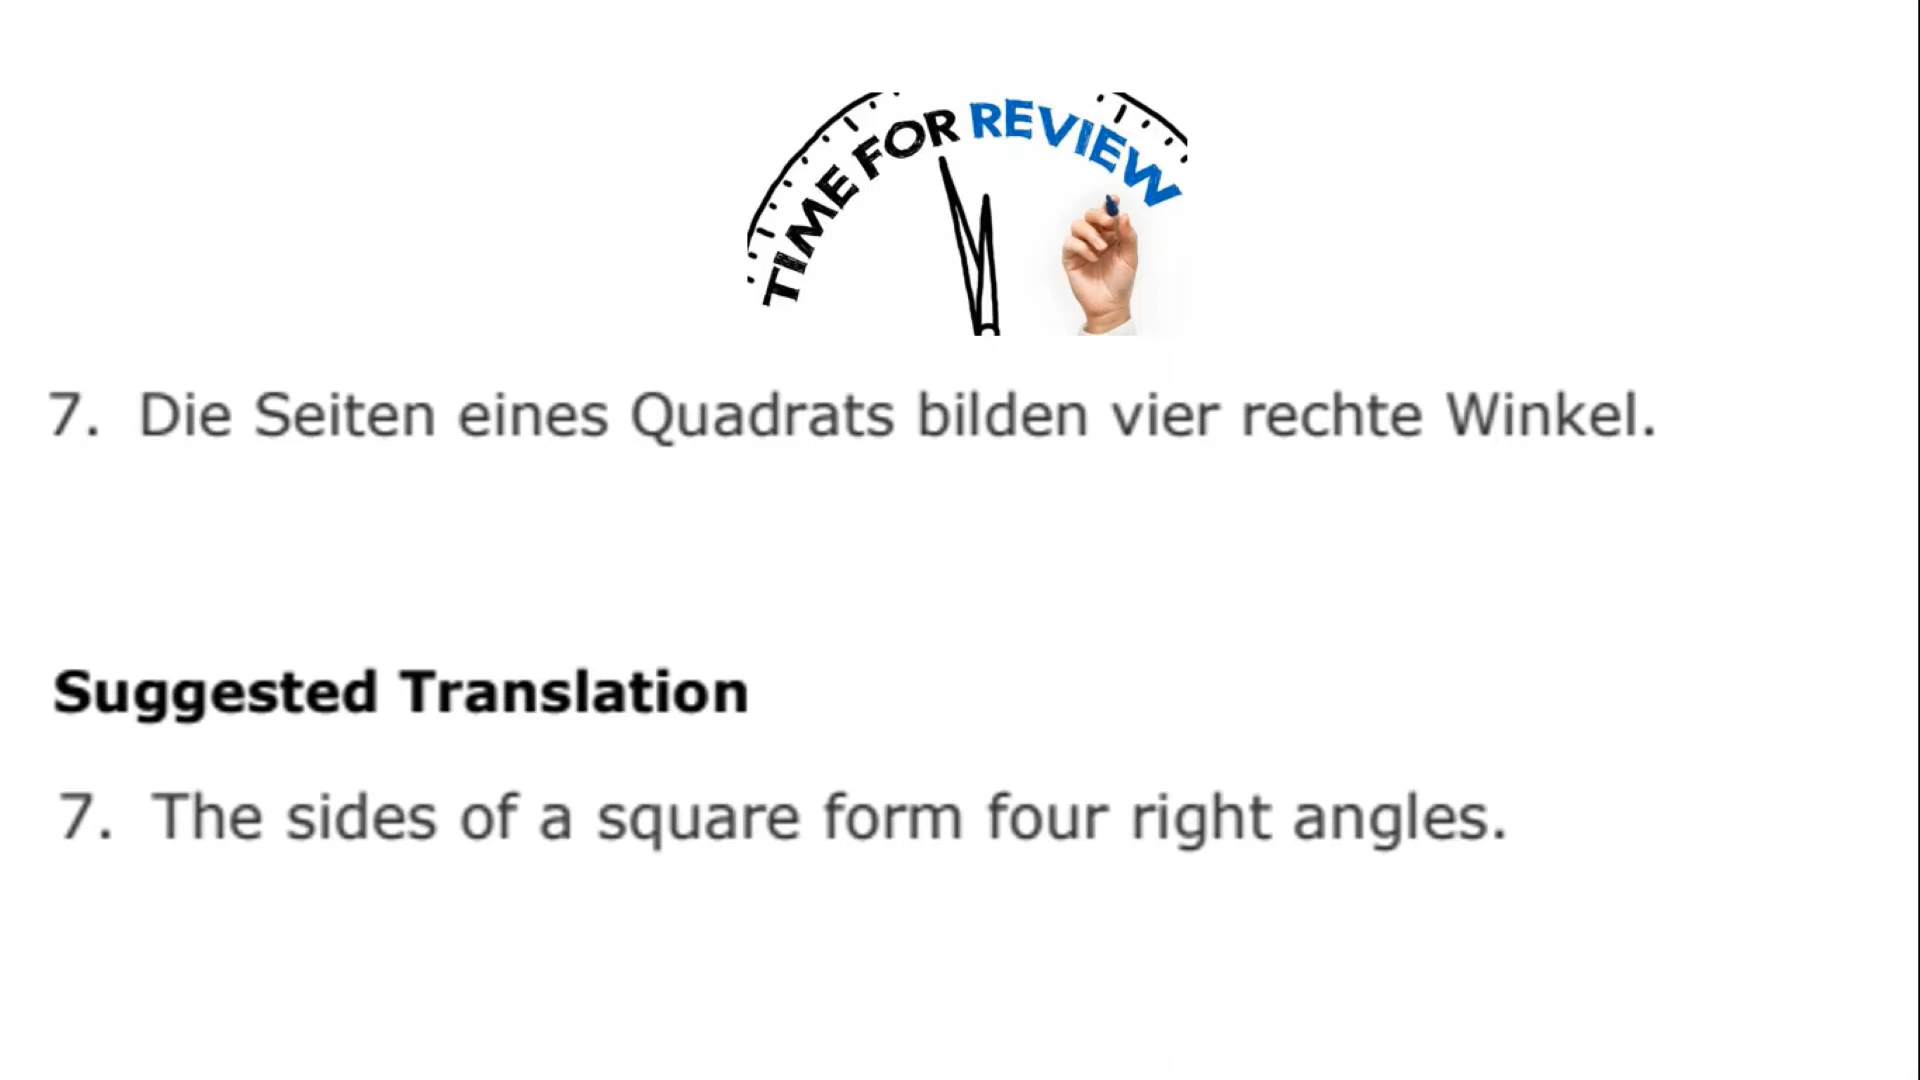 TIME FOR REVIEW
7. Die Seiten eines Quadrats bilden vier rechte Winkel.
Suggested Translation
7. The sides of a square form four right angles.